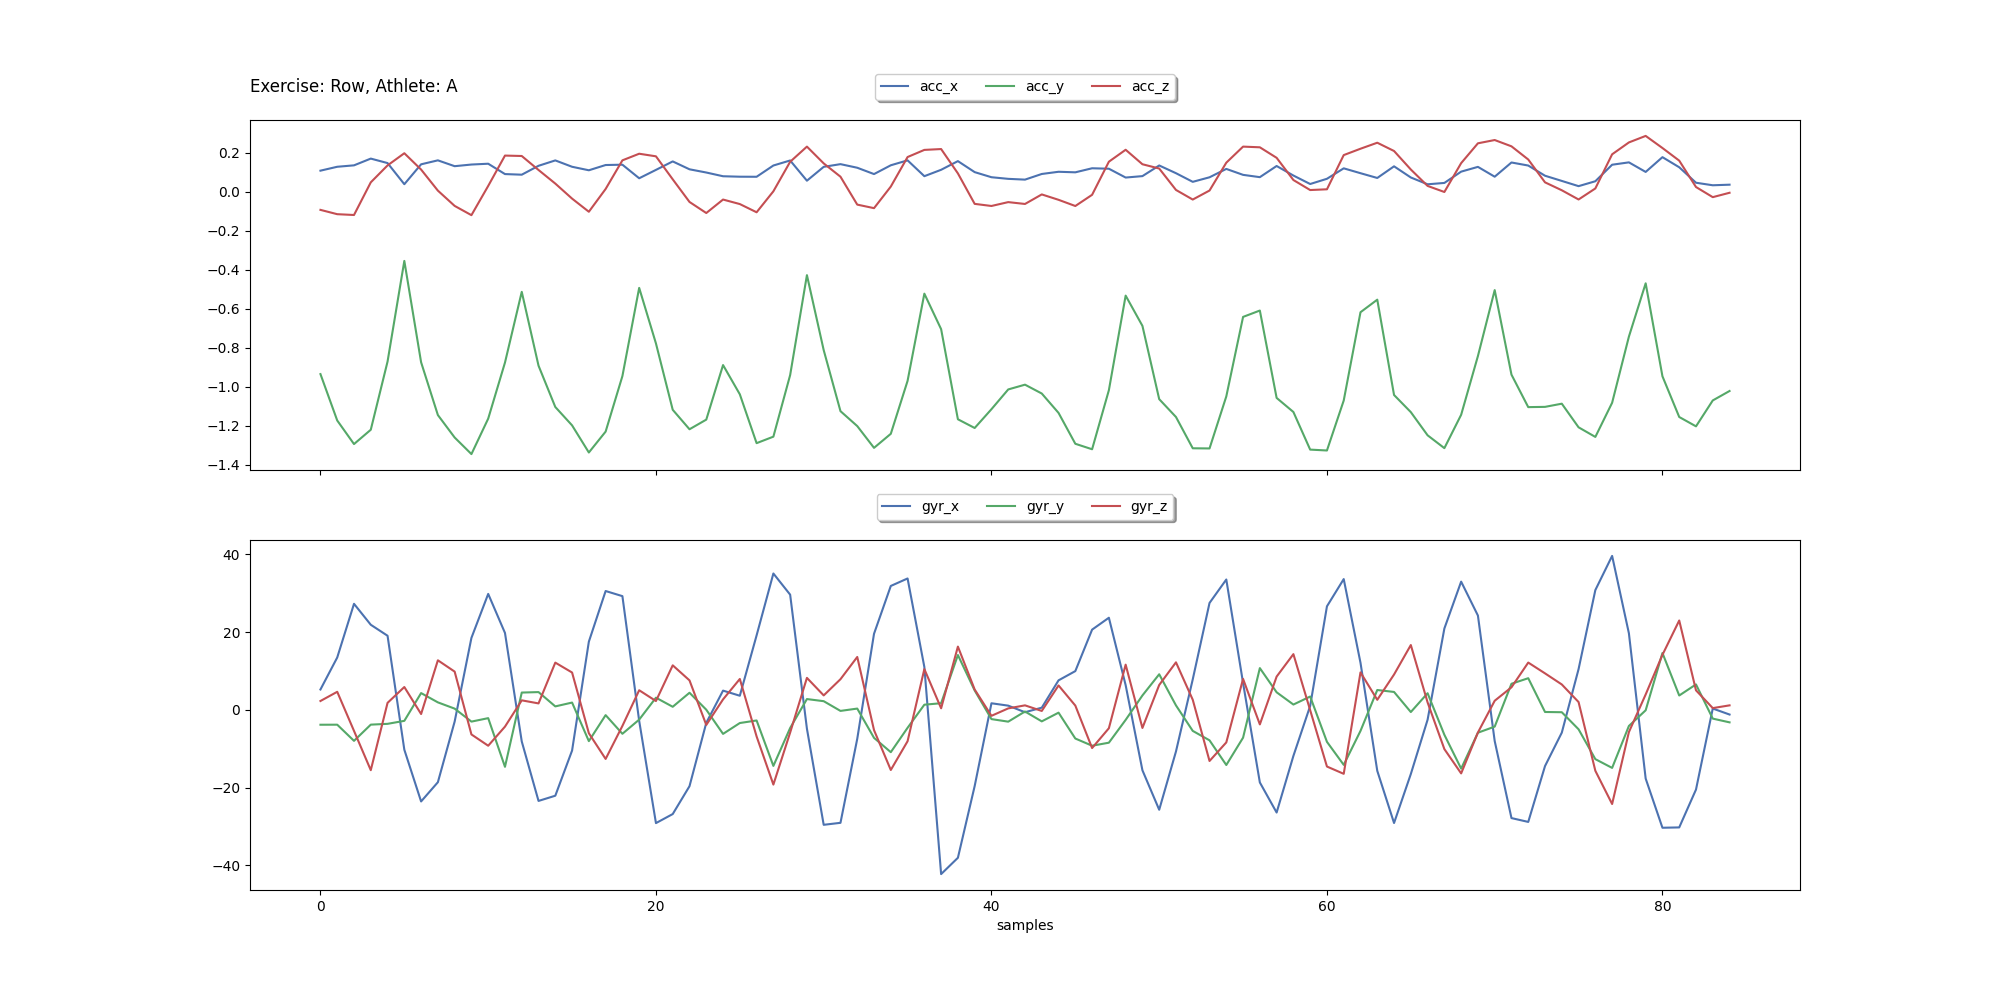 Exercise: Row, Athlete: A
acc_x acc_y acc_z
0.2
0.0
−0.2
−0.4
−0.6
−0.8
−1.0
−1.2
−1.4
gyr_x gyr_y gyr_z
40
20
0
−20
−40
0 20 40 60 80
samples